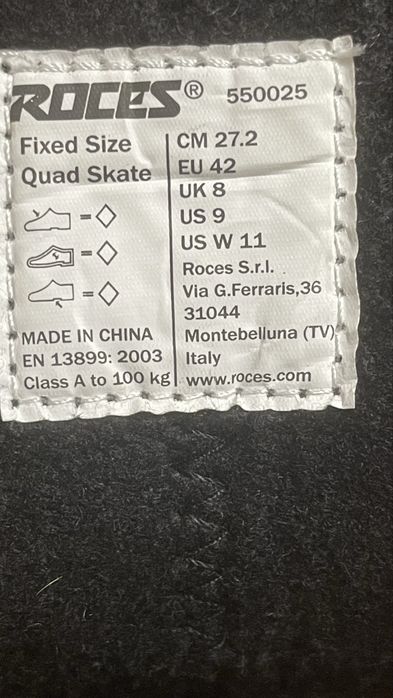 ROCES® 550025
Fixed Size
Quad Skate
=
=
=
MADE IN CHINA
EN 13899: 2003
Class A to 100 kg
CM 27.2
EU 42
UK 8
US 9
US W 11
Roces S.r.l.
Via G.Ferraris,36
31044
Montebelluna (TV)
Italy
www.roces.com